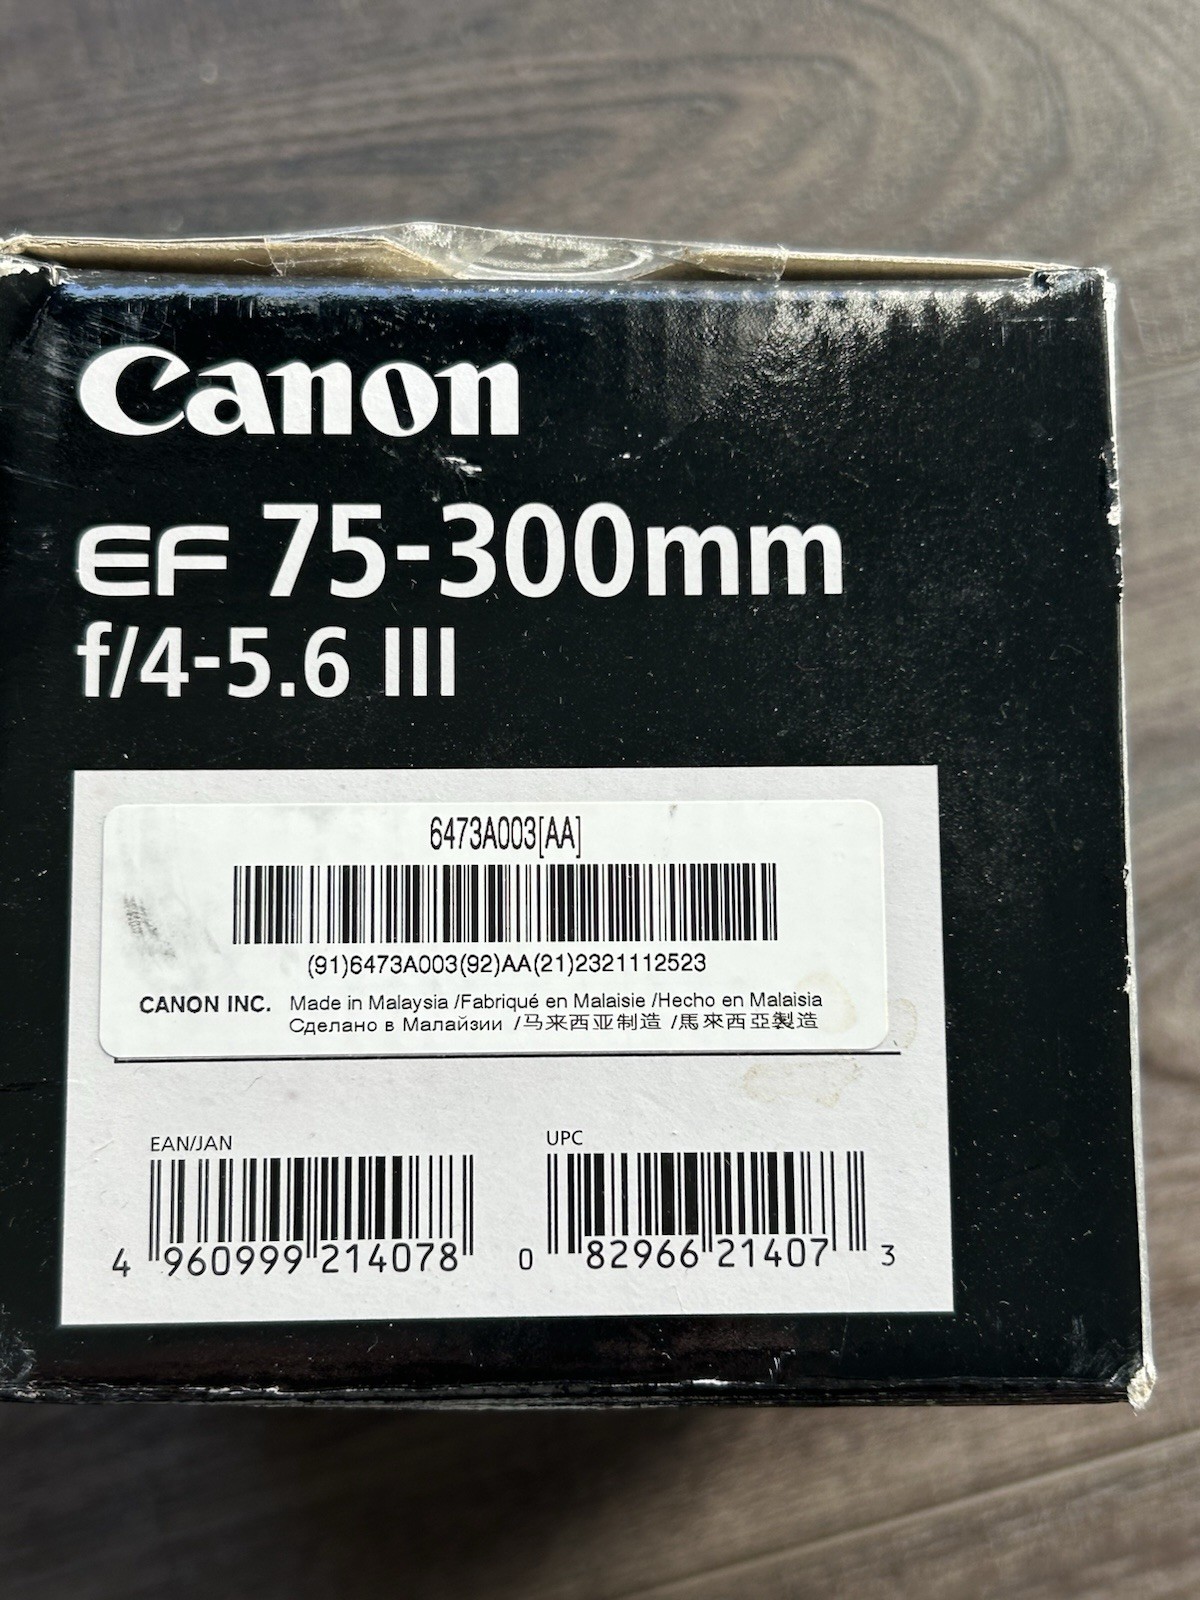 Canon
EF 75-300mm
f/4-5.6 III
6473A003[AA]
(91)6473A003(92)AA(21)2321112523
CANON INC. Made in Malaysia /Fabriqué en Malaisie /Hecho en Malaisia
Сделано в Малайзии /马来西亚制造 /馬來西亞製造
EAN/JAN
4 960999 214078
UPC
0 82966 21407 3